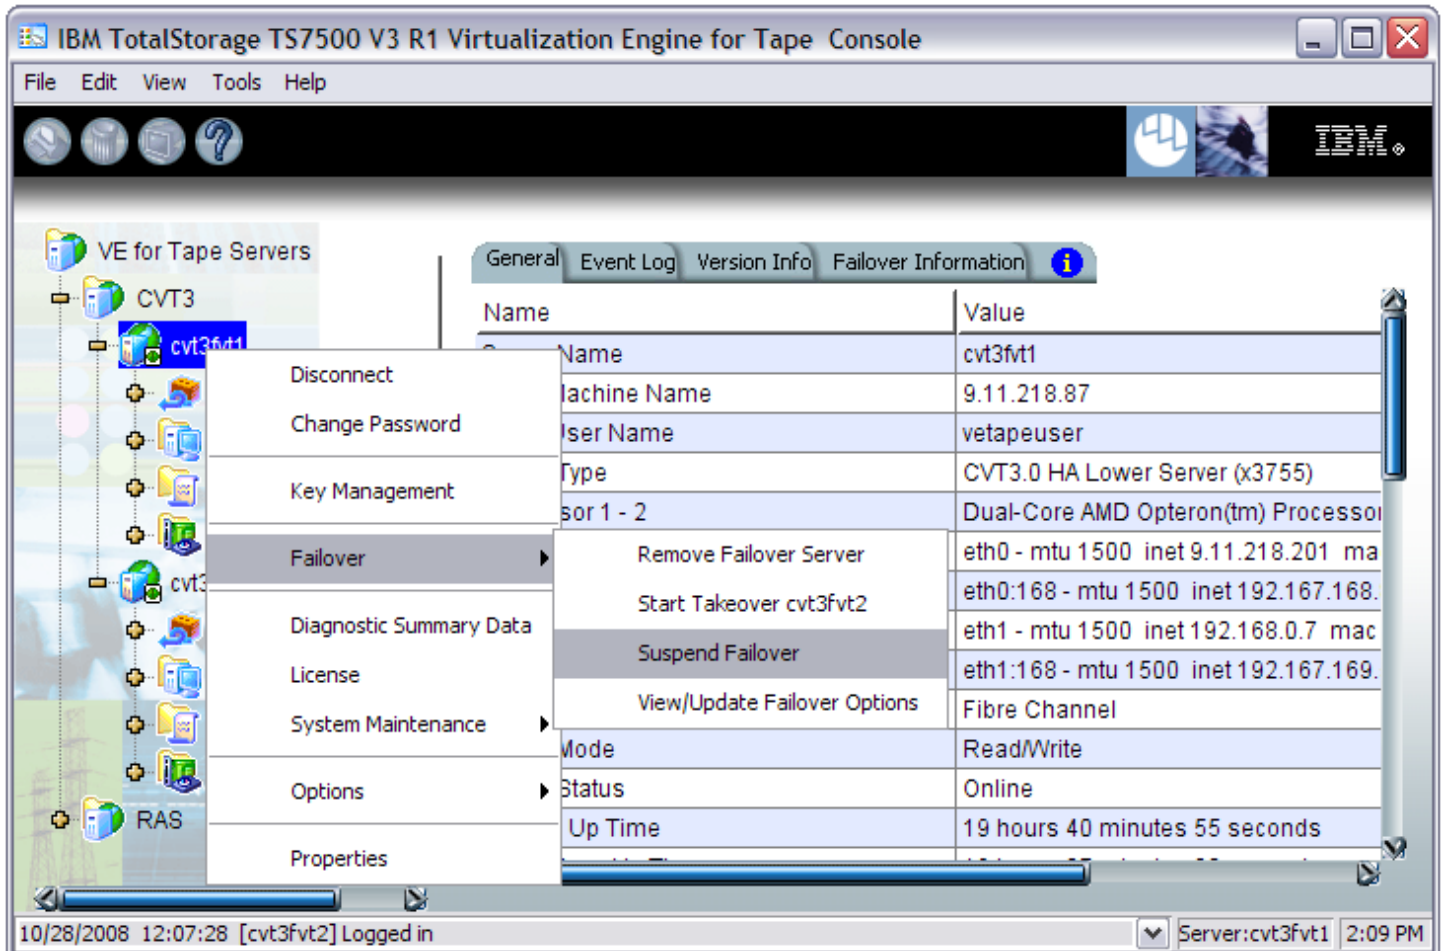 IBM TotalStorage TS7500 V3 R1 Virtualization Engine for Tape Console
File Edit View Tools Help
IBM
VE for Tape Servers
CVT3
cvt3fvt1
cvt3
RAS
Disconnect
Change Password
Key Management
Failover
Diagnostic Summary Data
License
System Maintenance
Options
Properties
Remove Failover Server
Start Takeover cvt3fvt2
Suspend Failover
View/Update Failover Options
General Event Log Version Info Failover Information i
Name Value
Name cvt3fvt1
achine Name 9.11.218.87
ser Name vetapeuser
Type CVT3.0 HA Lower Server (x3755)
sor 1 - 2 Dual-Core AMD Opteron(tm) Processor
eth0 - mtu 1500 inet 9.11.218.201 ma
eth0:168 - mtu 1500 inet 192.167.168.
eth1 - mtu 1500 inet 192.168.0.7 mac
eth1:168 - mtu 1500 inet 192.167.169.
Fibre Channel
Mode Read/Write
Status Online
Up Time 19 hours 40 minutes 55 seconds
10/28/2008 12:07:28 [cvt3fvt2] Logged in
Server:cvt3fvt1 2:09 PM